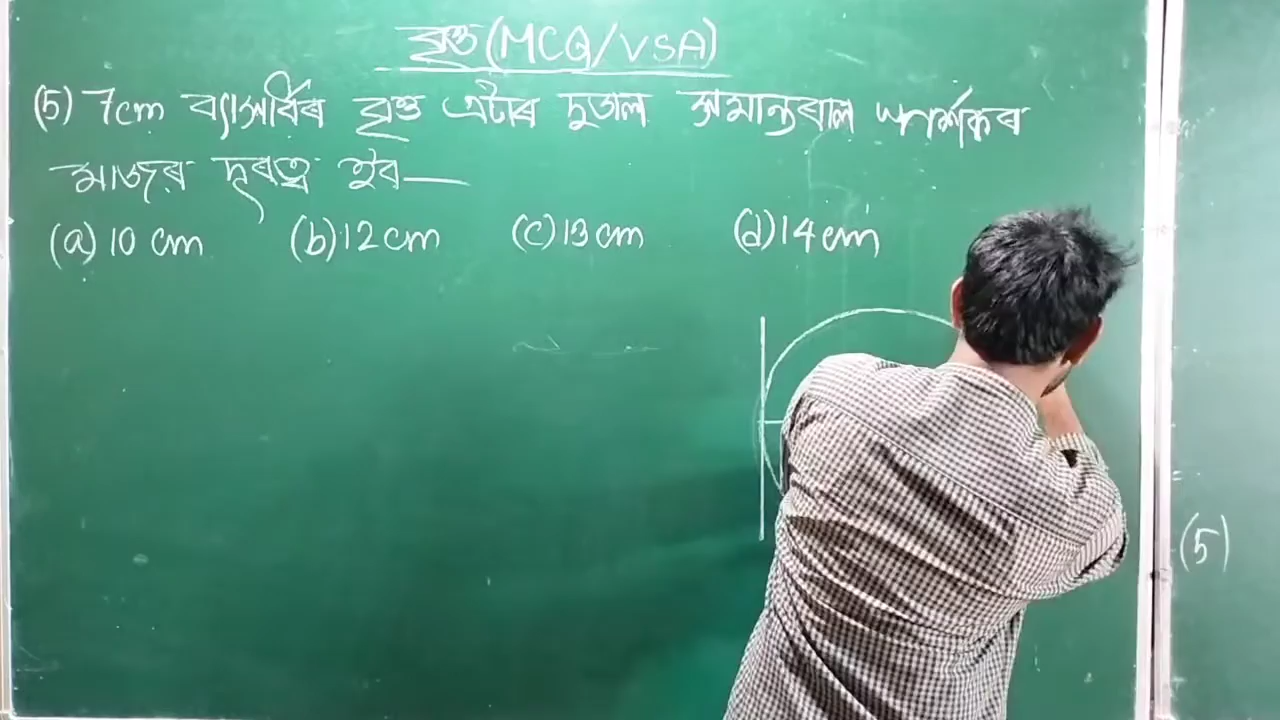 বৃত্ত (MCQ/VSA)
(5) 7cm ব্যাসাৰ্ধৰ বৃত্ত এটাৰ দুডাল সমান্তৰাল স্পৰ্শকৰ
মাজৰ দূৰত্ব হ'ব—
(a) 10 cm (b) 12 cm (c) 13 cm (d) 14 cm
(5)